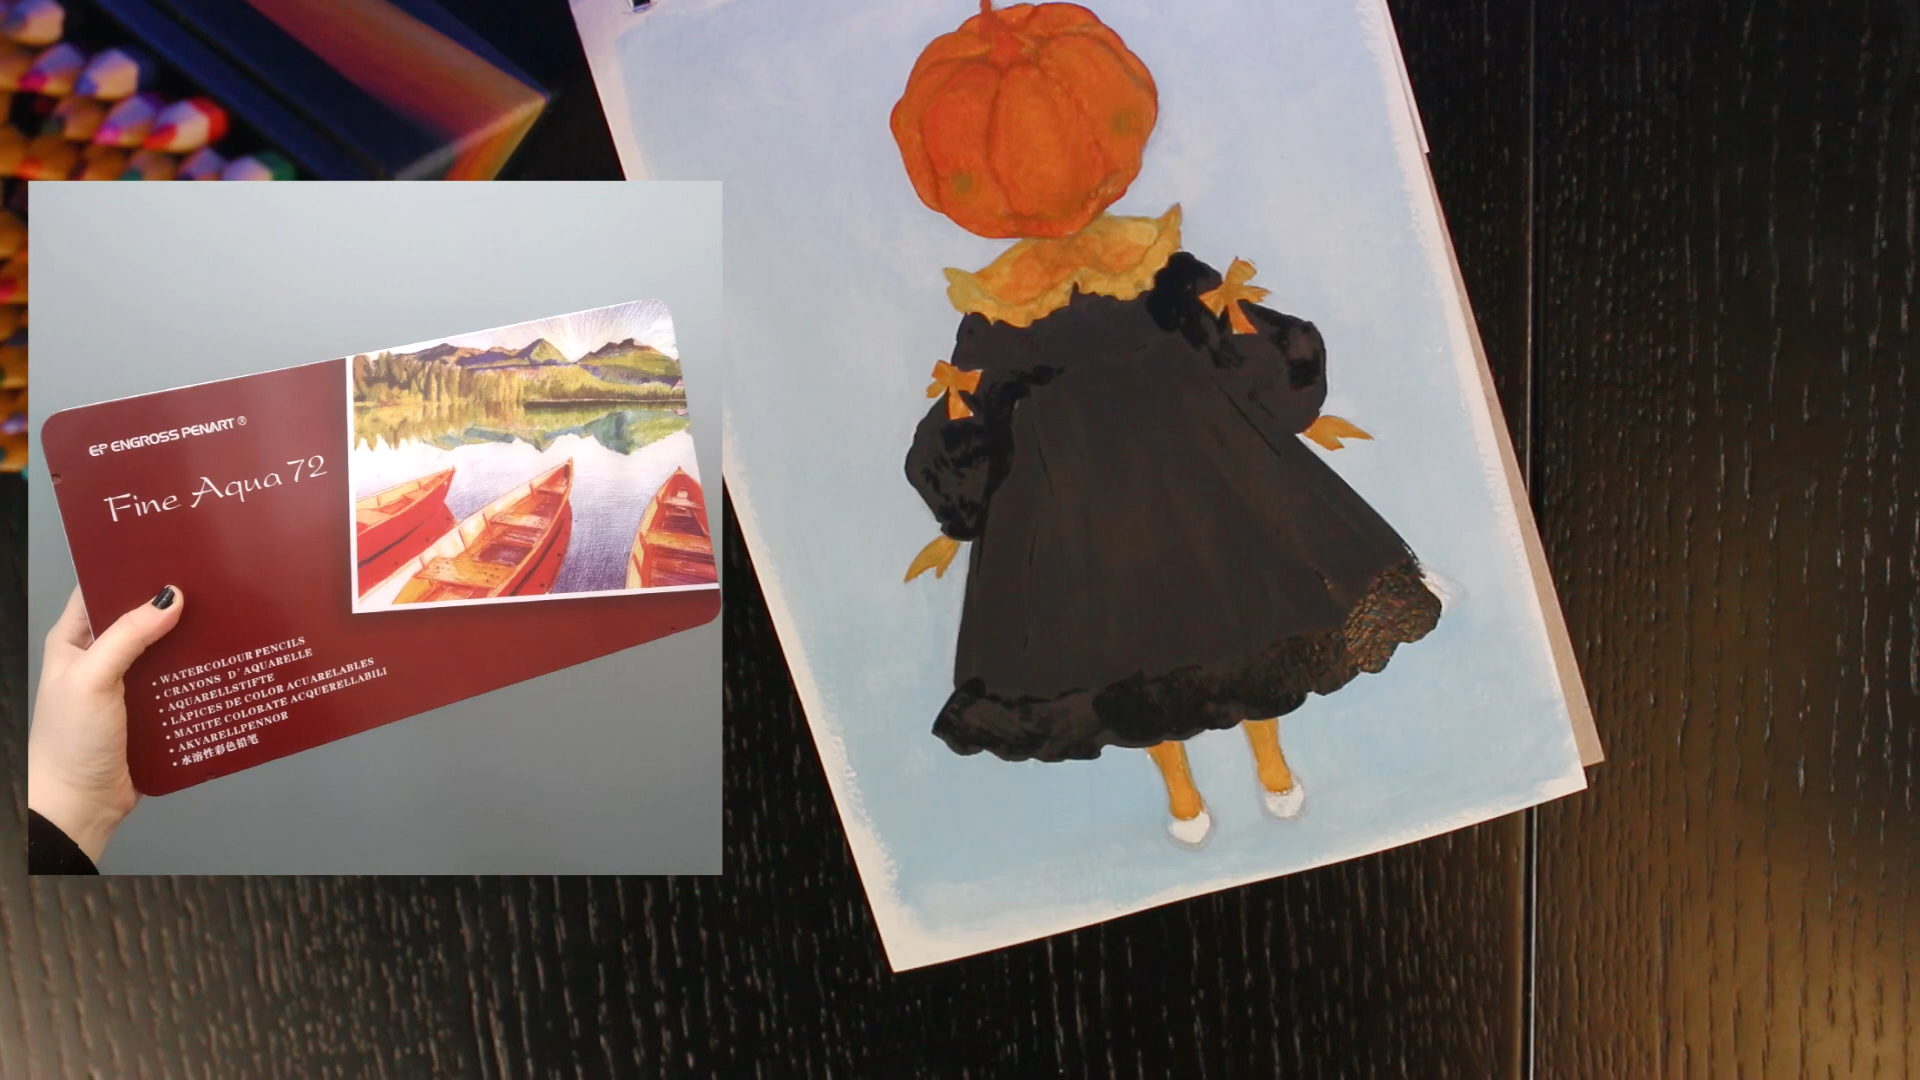 EP ENGROSS PENART ®
Fine Aqua 72
• WATERCOLOUR PENCILS
• CRAYONS D' AQUARELLE
• AQUARELLSTIFTE
• LÁPICES DE COLOR ACUARELABLES
• MATITE COLORATE ACQUERELLABILI
• AKVARELLPENNOR
• 水溶性彩色铅笔